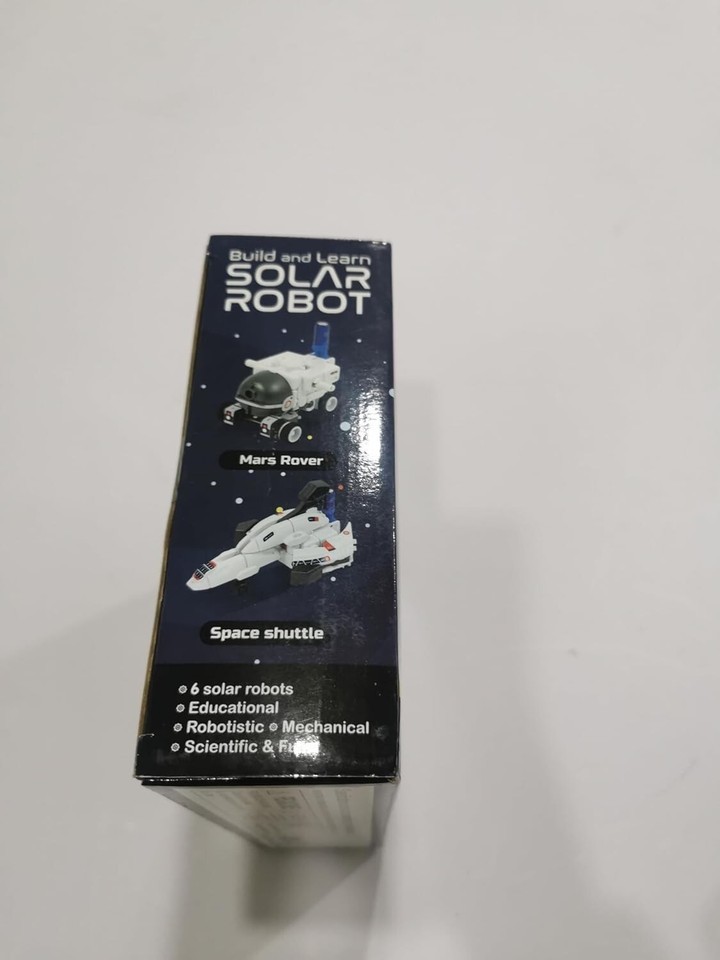 Build and Learn
SOLAR
ROBOT
Mars Rover
Space shuttle
6 solar robots
Educational
Robotistic Mechanical
Scientific &